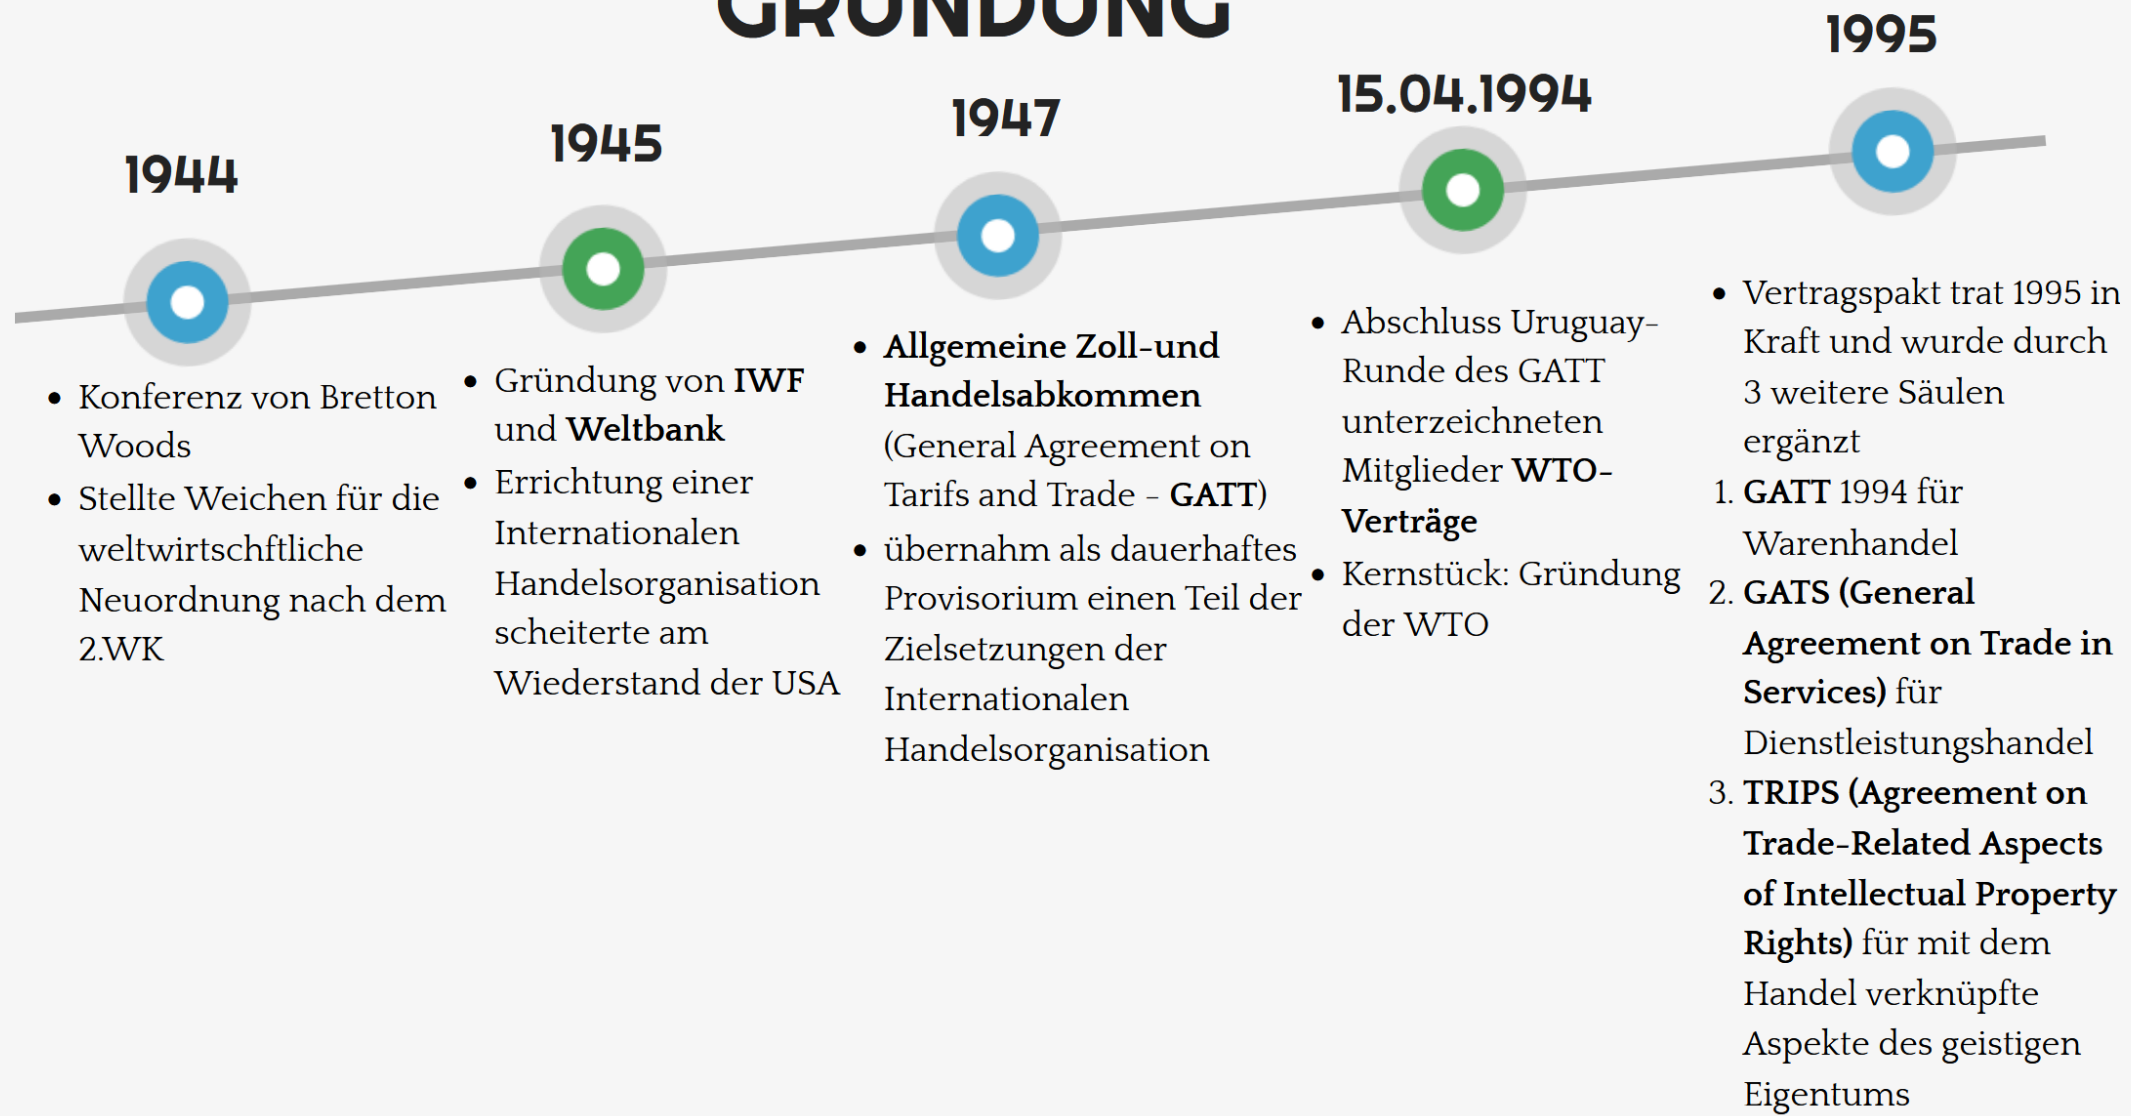 GRÜNDUNG
1944
• Konferenz von Bretton
Woods
• Stellte Weichen für die
weltwirtschftliche
Neuordnung nach dem
2.WK
1945
• Gründung von IWF
und Weltbank
• Errichtung einer
Internationalen
Handelsorganisation
scheiterte am
Wiederstand der USA
1947
• Allgemeine Zoll-und
Handelsabkommen
(General Agreement on
Tarifs and Trade - GATT)
• übernahm als dauerhaftes
Provisorium einen Teil der
Zielsetzungen der
Internationalen
Handelsorganisation
15.04.1994
• Abschluss Uruguay-
Runde des GATT
unterzeichneten
Mitglieder WTO-
Verträge
• Kernstück: Gründung
der WTO
1995
• Vertragspakt trat 1995 in
Kraft und wurde durch
3 weitere Säulen
ergänzt
1. GATT 1994 für
Warenhandel
2. GATS (General
Agreement on Trade in
Services) für
Dienstleistungshandel
3. TRIPS (Agreement on
Trade-Related Aspects
of Intellectual Property
Rights) für mit dem
Handel verknüpfte
Aspekte des geistigen
Eigentums